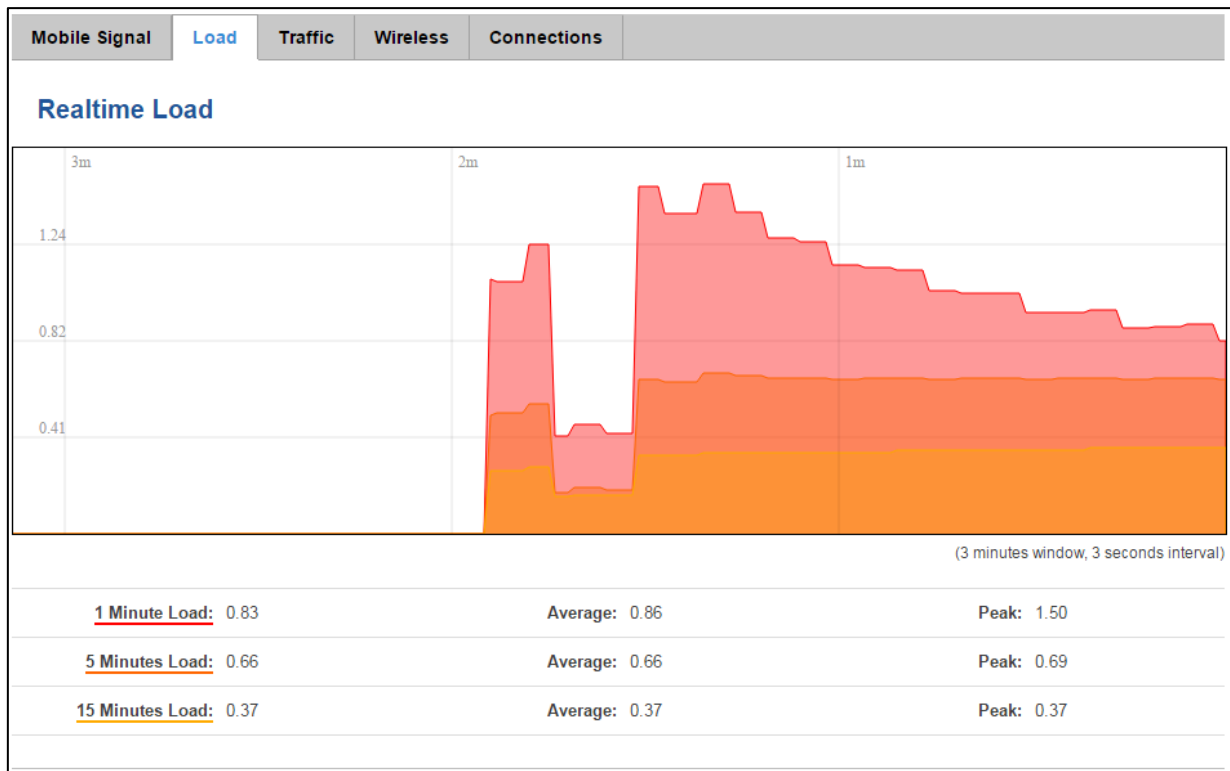 Mobile Signal Load Traffic Wireless Connections
Realtime Load
3m 2m 1m
1.24
0.82
0.41
(3 minutes window, 3 seconds interval)
1 Minute Load: 0.83 Average: 0.86 Peak: 1.50
5 Minutes Load: 0.66 Average: 0.66 Peak: 0.69
15 Minutes Load: 0.37 Average: 0.37 Peak: 0.37